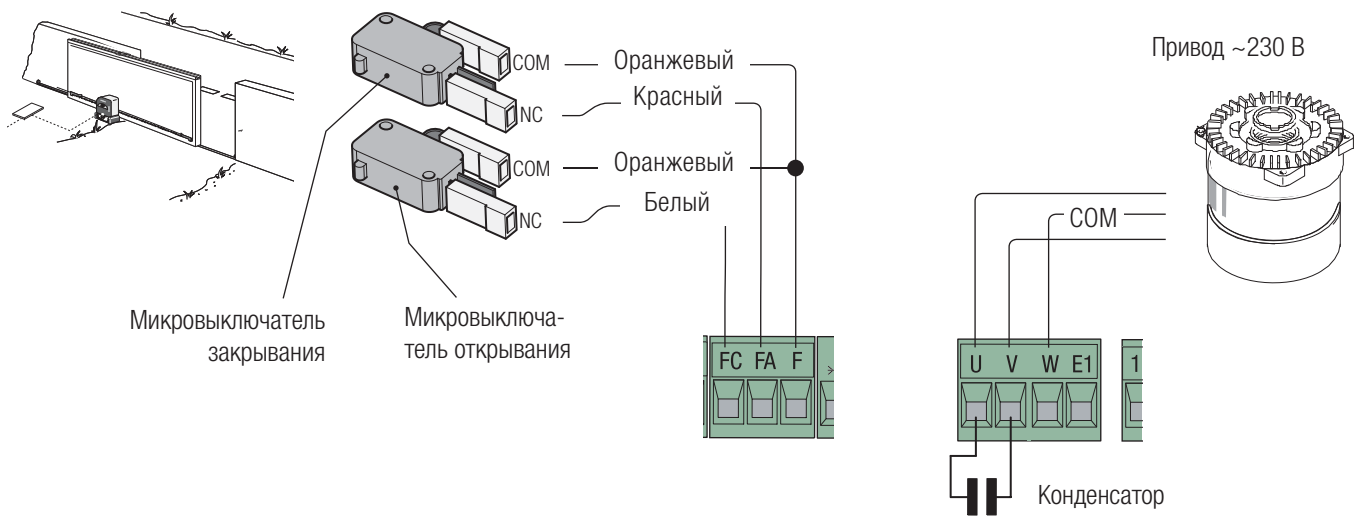 Привод ~230 В
COM
Оранжевый
NC
Красный
COM
Оранжевый
NC
Белый
COM
Микровыключатель
закрывания
Микровыключа-
тель открывания
FC FA F
U V W E1
1
Конденсатор